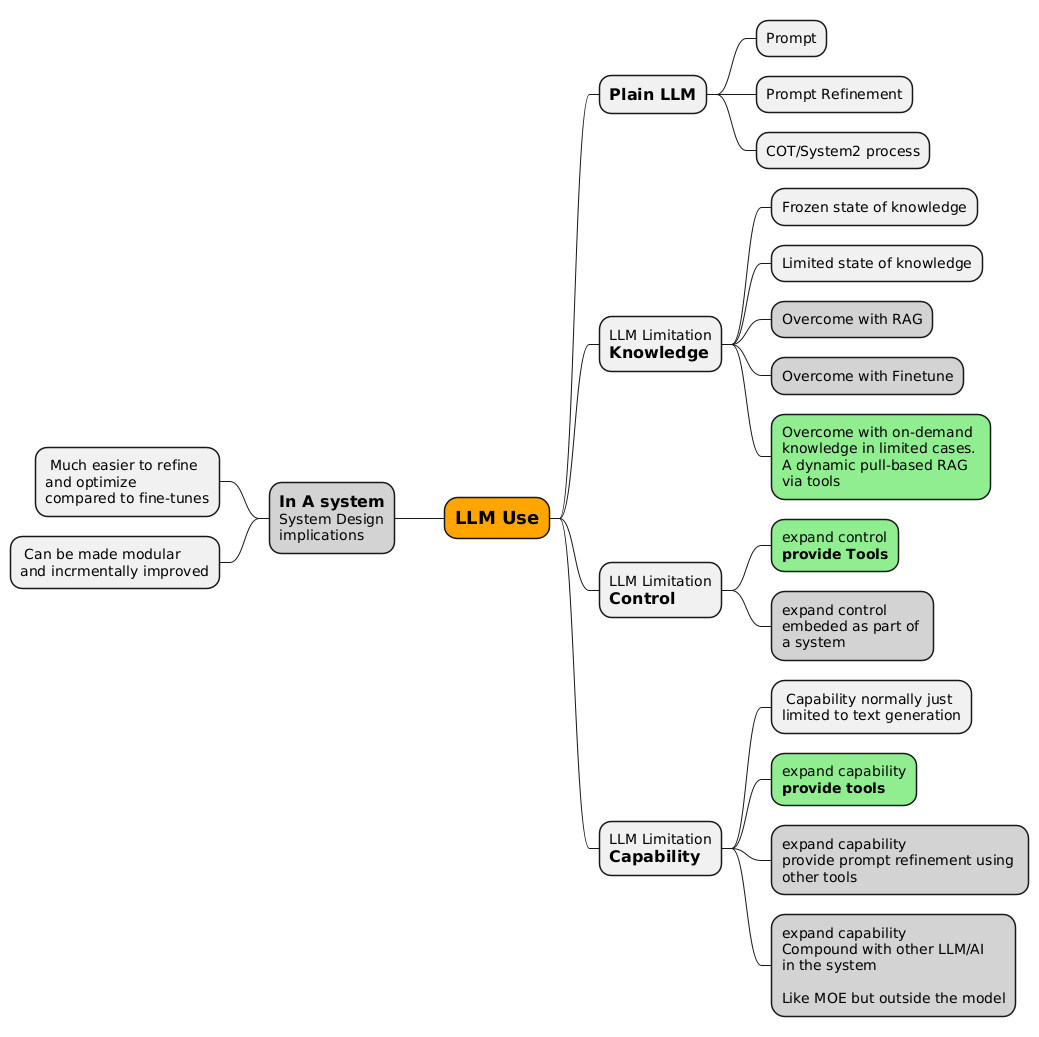 Prompt
Plain LLM
Prompt Refinement
COT/System2 process
Frozen state of knowledge
Limited state of knowledge
Overcome with RAG
LLM Limitation
Knowledge
Overcome with Finetune
Overcome with on-demand
knowledge in limited cases.
A dynamic pull-based RAG
via tools
Much easier to refine
and optimize
compared to fine-tunes
Can be made modular
and incrmentally improved
In A system
System Design
implications
LLM Use
expand control
provide Tools
LLM Limitation
Control
expand control
embeded as part of
a system
Capability normally just
limited to text generation
expand capability
provide tools
LLM Limitation
Capability
expand capability
provide prompt refinement using
other tools
expand capability
Compound with other LLM/AI
in the system
Like MOE but outside the model